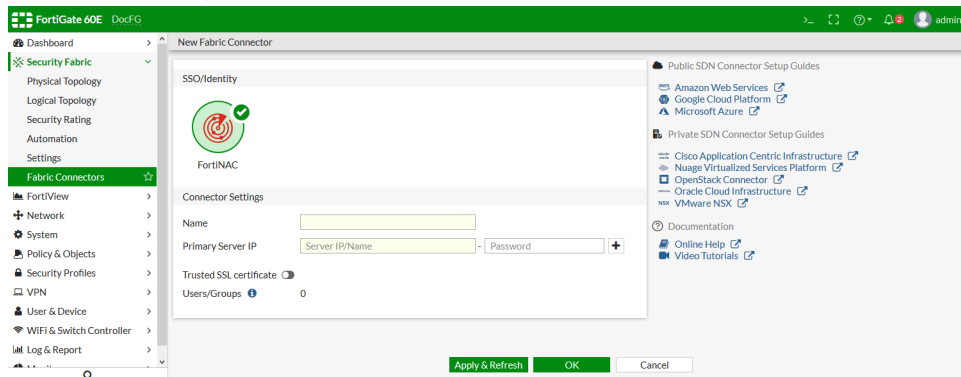 FortiGate 60E DocFG
>_
2
admin
Dashboard
Security Fabric
Physical Topology
Logical Topology
Security Rating
Automation
Settings
Fabric Connectors
FortiView
Network
System
Policy & Objects
Security Profiles
VPN
User & Device
WiFi & Switch Controller
Log & Report
New Fabric Connector
SSO/Identity
FortiNAC
Connector Settings
Name
Primary Server IP Server IP/Name - Password +
Trusted SSL certificate
Users/Groups 0
Apply & Refresh OK Cancel
Public SDN Connector Setup Guides
Amazon Web Services
Google Cloud Platform
Microsoft Azure
Private SDN Connector Setup Guides
Cisco Application Centric Infrastructure
Nuage Virtualized Services Platform
OpenStack Connector
Oracle Cloud Infrastructure
NSX VMware NSX
Documentation
Online Help
Video Tutorials